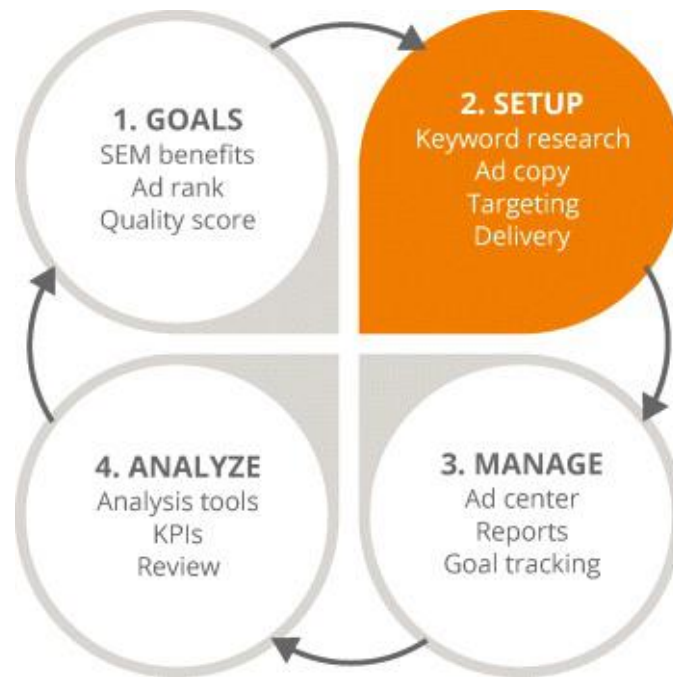 1. GOALS
SEM benefits
Ad rank
Quality score
2. SETUP
Keyword research
Ad copy
Targeting
Delivery
3. MANAGE
Ad center
Reports
Goal tracking
4. ANALYZE
Analysis tools
KPIs
Review